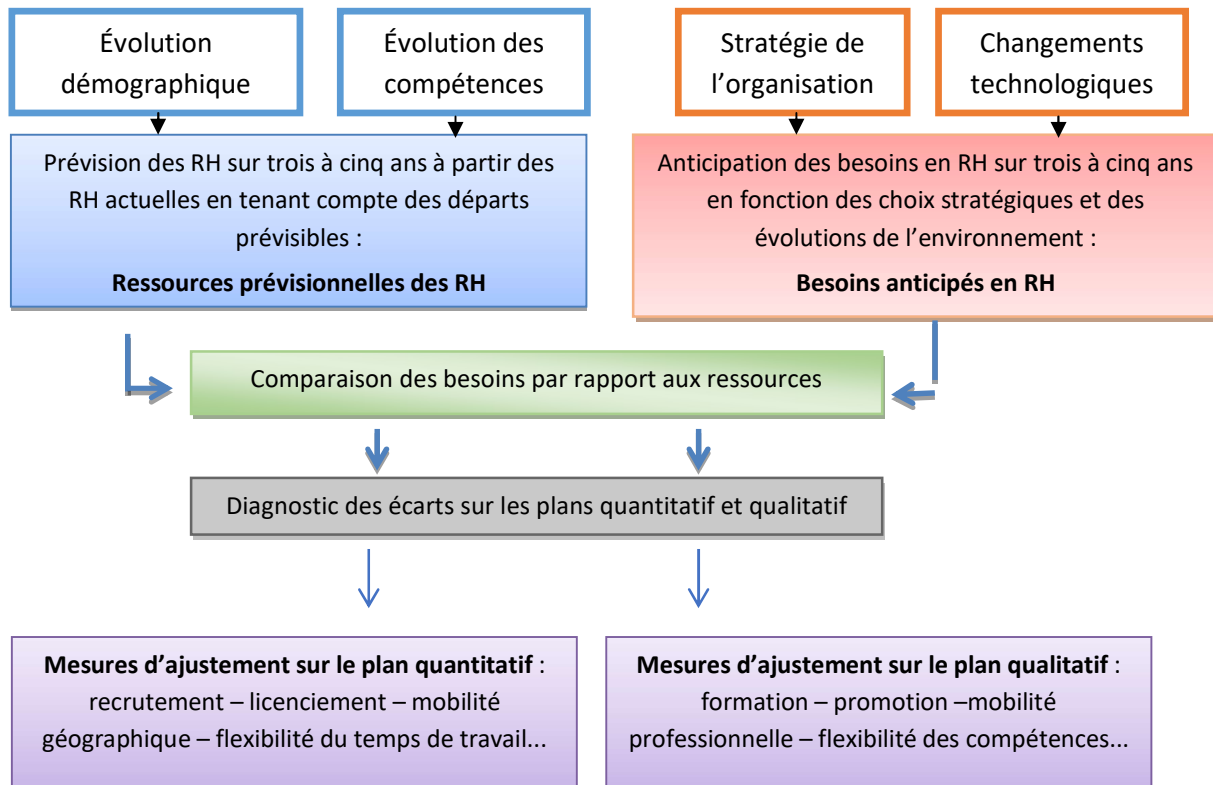 Évolution
démographique
Évolution des
compétences
Stratégie de
l’organisation
Changements
technologiques
Prévision des RH sur trois à cinq ans à partir des
RH actuelles en tenant compte des départs
prévisibles :
Ressources prévisionnelles des RH
Anticipation des besoins en RH sur trois à cinq ans
en fonction des choix stratégiques et des
évolutions de l’environnement :
Besoins anticipés en RH
Comparaison des besoins par rapport aux ressources
Diagnostic des écarts sur les plans quantitatif et qualitatif
Mesures d’ajustement sur le plan quantitatif :
recrutement – licenciement – mobilité
géographique – flexibilité du temps de travail...
Mesures d’ajustement sur le plan qualitatif :
formation – promotion –mobilité
professionnelle – flexibilité des compétences...